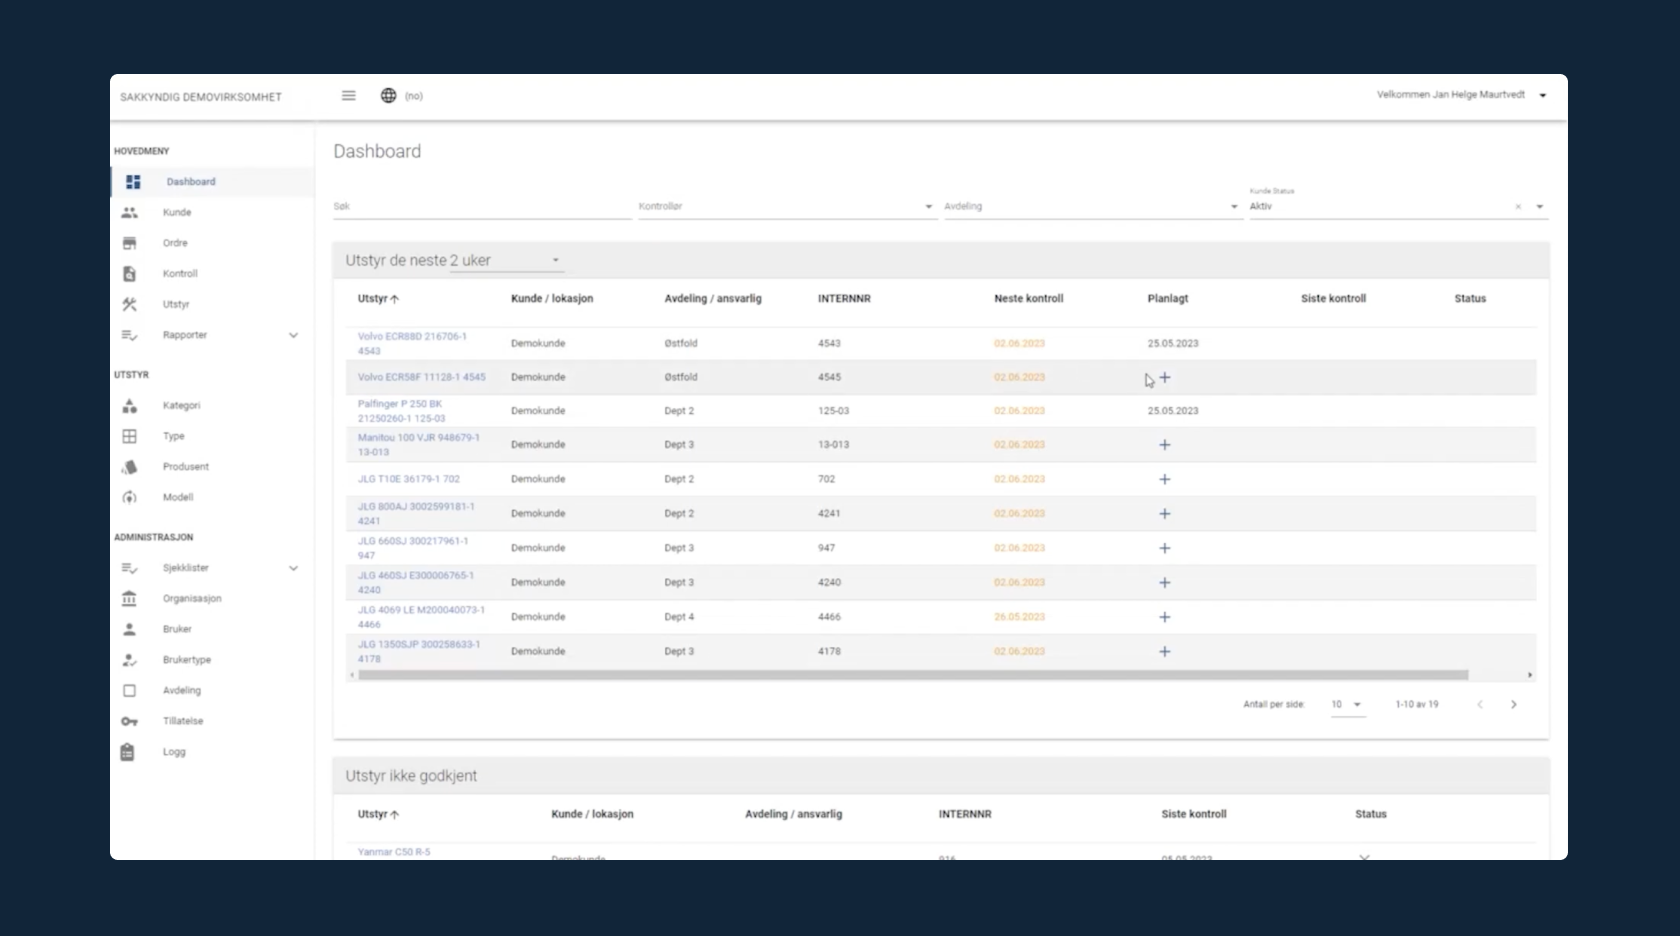 SAKKYNDIG DEMOVIRKSOMHET
(no)
Velkommen Jan Helge Maurtvedt
HOVEDMENY
Dashboard
Kunde
Ordre
Kontroll
Utstyr
Rapporter
UTSTYR
Kategori
Type
Produsent
Modell
ADMINISTRASJON
Sjekklister
Organisasjon
Bruker
Brukertype
Avdeling
Tillatelse
Logg
Dashboard
Kunde Status
Søk Kontrollør Avdeling Aktiv
Utstyr de neste 2 uker
Utstyr Kunde / lokasjon Avdeling / ansvarlig INTERNNR Neste kontroll Planlagt Siste kontroll Status
Volvo ECR88D 216706-1
4543 Demokunde Østfold 4543 02.06.2023 25.05.2023
Volvo ECR58F 11128-1 4545 Demokunde Østfold 4545 02.06.2023
Palfinger P 250 BK
21250260-1 125-03 Demokunde Dept 2 125-03 02.06.2023 25.05.2023
Manitou 100 VJR 948679-1
13-013 Demokunde Dept 3 13-013 02.06.2023
JLG T10E 36179-1 702 Demokunde Dept 2 702 02.06.2023
JLG 800AJ 3002599181-1
4241 Demokunde Dept 2 4241 02.06.2023
JLG 660SJ 300217961-1
947 Demokunde Dept 3 947 02.06.2023
JLG 460SJ E300006765-1
4240 Demokunde Dept 3 4240 02.06.2023
JLG 4069 LE M200040073-1
4466 Demokunde Dept 4 4466 26.05.2023
JLG 1350SJP 300258633-1
4178 Demokunde Dept 3 4178 02.06.2023
Antall per side: 10 1-10 av 19
Utstyr ikke godkjent
Utstyr Kunde / lokasjon Avdeling / ansvarlig INTERNNR Siste kontroll Status
Yanmar C50 R-5
Demokunde 916 05.05.2023